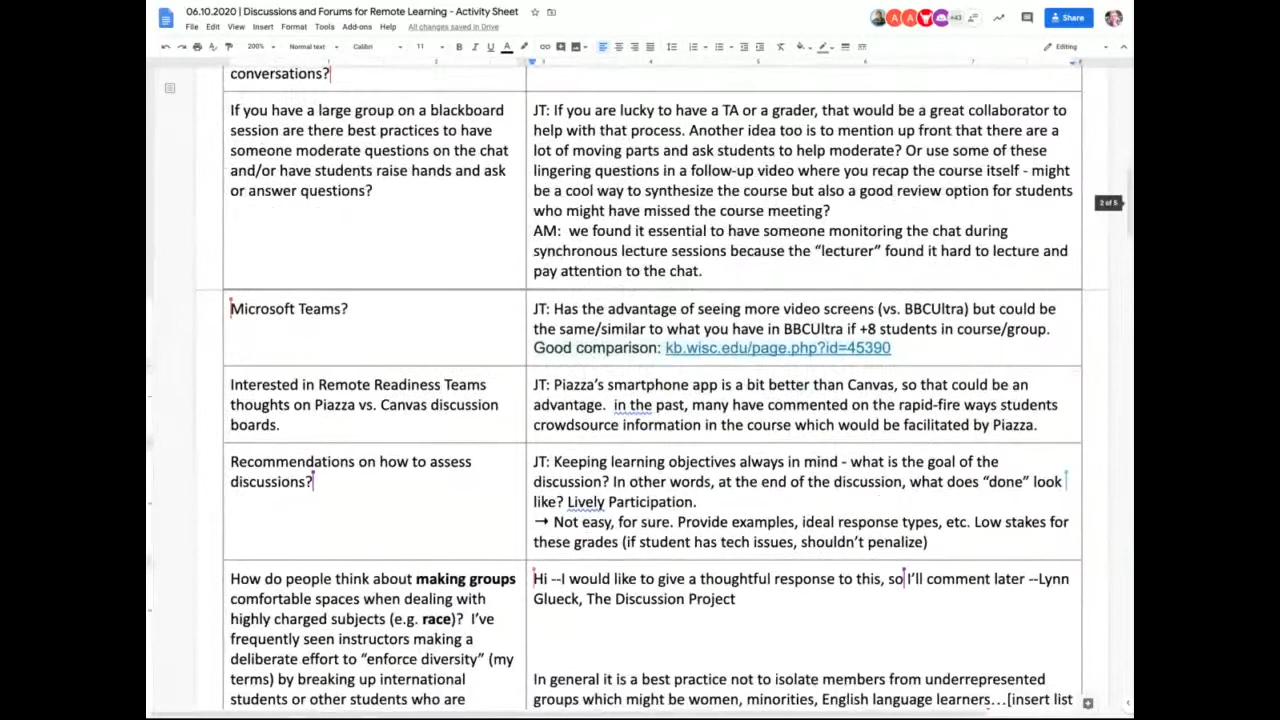 06.10.2020 | Discussions and Forums for Remote Learning - Activity Sheet
File Edit View Insert Format Tools Add-ons Help All changes saved in Drive
A A +43 Share
200% Normal text Calibri 11 B I U A Editing
1 2 3 4 5 6 7
conversations?
If you have a large group on a blackboard
session are there best practices to have
someone moderate questions on the chat
and/or have students raise hands and ask
or answer questions?
JT: If you are lucky to have a TA or a grader, that would be a great collaborator to
help with that process. Another idea too is to mention up front that there are a
lot of moving parts and ask students to help moderate? Or use some of these
lingering questions in a follow-up video where you recap the course itself - might
be a cool way to synthesize the course but also a good review option for students
who might have missed the course meeting?
AM: we found it essential to have someone monitoring the chat during
synchronous lecture sessions because the “lecturer” found it hard to lecture and
pay attention to the chat.
2 of 5
Microsoft Teams?
JT: Has the advantage of seeing more video screens (vs. BBCUltra) but could be
the same/similar to what you have in BBCUltra if +8 students in course/group.
Good comparison: kb.wisc.edu/page.php?id=45390
Interested in Remote Readiness Teams
thoughts on Piazza vs. Canvas discussion
boards.
JT: Piazza’s smartphone app is a bit better than Canvas, so that could be an
advantage. in the past, many have commented on the rapid-fire ways students
crowdsource information in the course which would be facilitated by Piazza.
Recommendations on how to assess
discussions?
JT: Keeping learning objectives always in mind - what is the goal of the
discussion? In other words, at the end of the discussion, what does “done” look
like? Lively Participation.
→ Not easy, for sure. Provide examples, ideal response types, etc. Low stakes for
these grades (if student has tech issues, shouldn’t penalize)
How do people think about making groups
comfortable spaces when dealing with
highly charged subjects (e.g. race)? I’ve
frequently seen instructors making a
deliberate effort to “enforce diversity” (my
terms) by breaking up international
students or other students who are
Hi --I would like to give a thoughtful response to this, so I’ll comment later --Lynn
Glueck, The Discussion Project
In general it is a best practice not to isolate members from underrepresented
groups which might be women, minorities, English language learners…[insert list